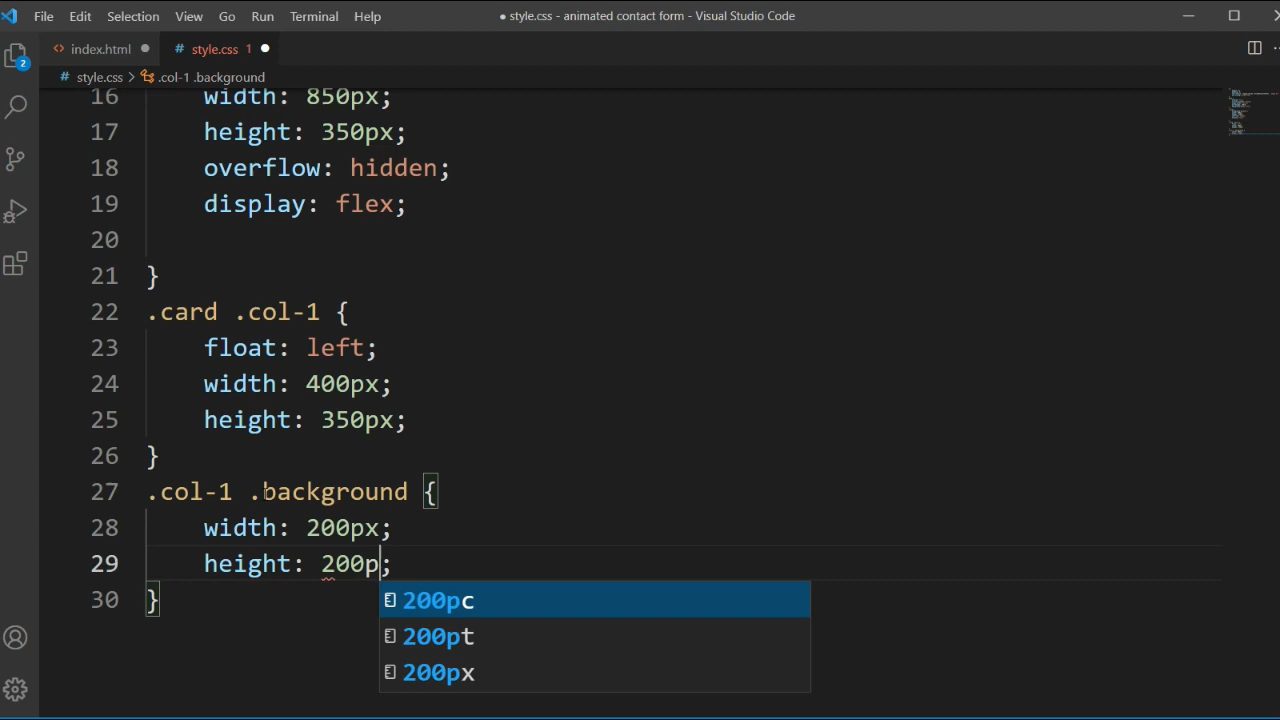 File Edit Selection View Go Run Terminal Help ● style.css - animated contact form - Visual Studio Code
<> index.html ● # style.css 1 ●
2
# style.css > .col-1 .background
16 width: 850px;
17 height: 350px;
18 overflow: hidden;
19 display: flex;
20
21 }
22 .card .col-1 {
23 float: left;
24 width: 400px;
25 height: 350px;
26 }
27 .col-1 .background {
28 width: 200px;
29 height: 200p;
30 }
200pc
200pt
200px